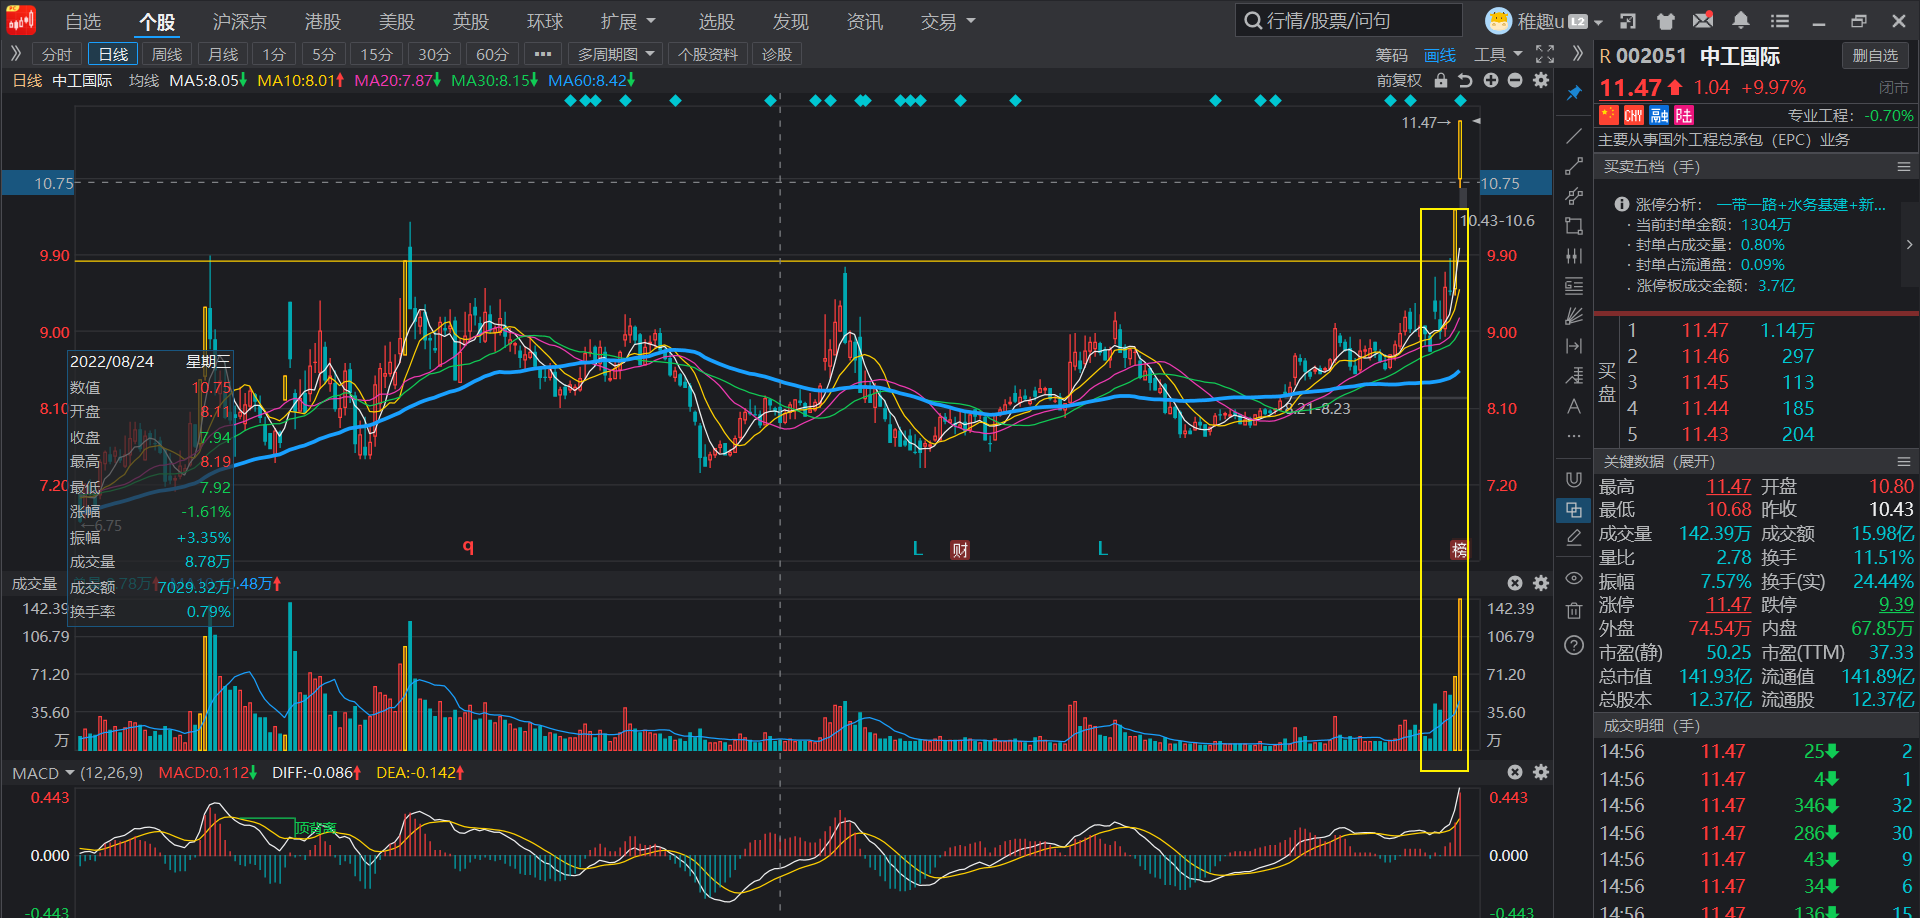 自选 个股 沪深京 港股 美股 英股 环球 扩展 选股 发现 资讯 交易 行情/股票/问句 稚趣u L2
分时 日线 周线 月线 1分 5分 15分 30分 60分 ••• 多周期图 个股资料 诊股 筹码 画线 工具
日线 中工国际 均线 MA5:8.05 MA10:8.01 MA20:7.87 MA30:8.15 MA60:8.42 前复权
11.47→
10.75 10.75
10.43-10.6
9.90 9.90
9.00 9.00
8.10 8.21-8.23 8.10
7.20 7.20
←6.75
2022/08/24 星期三
数值 10.75
开盘 8.11
收盘 7.94
最高 8.19
最低 7.92
涨幅 -1.61%
振幅 +3.35%
成交量 8.78万
成交额 7029.32万
换手率 0.79%
q L 财 L 榜
成交量
142.39 142.39
106.79 106.79
71.20 71.20
35.60 35.60
万 万
MACD (12,26,9) MACD:0.112 DIFF:-0.086 DEA:-0.142
0.443 0.443
顶背离
0.000 0.000
-0.443 -0.443
R 002051 中工国际 删自选
11.47 1.04 +9.97% 闭市
CNY 融 陆 专业工程: -0.70%
主要从事国外工程总承包（EPC）业务
买卖五档（手）
涨停分析: 一带一路+水务基建+新...
· 当前封单金额: 1304万
· 封单占成交量: 0.80%
· 封单占流通盘: 0.09%
· 涨停板成交金额: 3.7亿
买盘
1 11.47 1.14万
2 11.46 297
3 11.45 113
4 11.44 185
5 11.43 204
关键数据（展开）
最高 11.47 开盘 10.80
最低 10.68 昨收 10.43
成交量 142.39万 成交额 15.98亿
量比 2.78 换手 11.51%
振幅 7.57% 换手(实) 24.44%
涨停 11.47 跌停 9.39
外盘 74.54万 内盘 67.85万
市盈(静) 50.25 市盈(TTM) 37.33
总市值 141.93亿 流通值 141.89亿
总股本 12.37亿 流通股 12.37亿
成交明细（手）
14:56 11.47 25 2
14:56 11.47 4 1
14:56 11.47 346 32
14:56 11.47 286 30
14:56 11.47 43 9
14:56 11.47 34 6
14:56 11.47 136 15